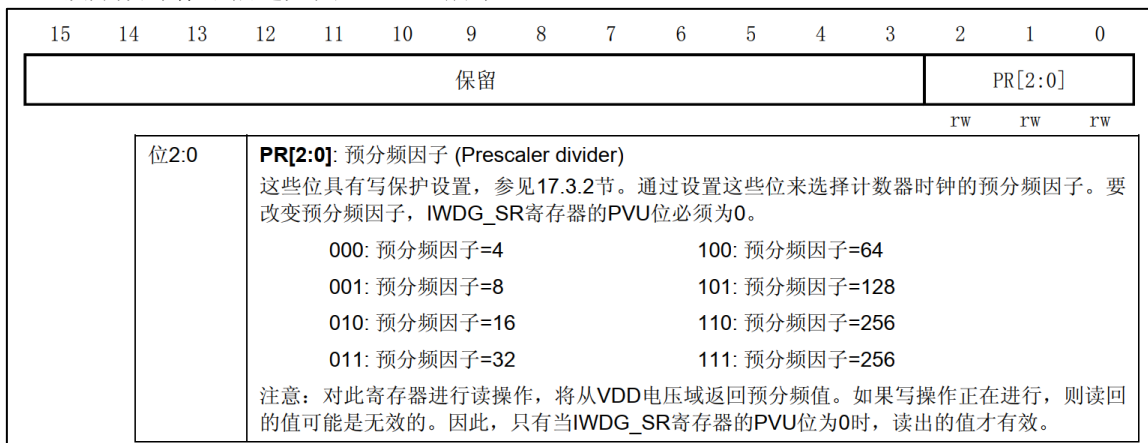 15 14 13 12 11 10 9 8 7 6 5 4 3 2 1 0
保留 PR[2:0]
rw rw rw
位2:0 PR[2:0]: 预分频因子 (Prescaler divider)
这些位具有写保护设置，参见17.3.2节。通过设置这些位来选择计数器时钟的预分频因子。要
改变预分频因子，IWDG_SR寄存器的PVU位必须为0。
000: 预分频因子=4 100: 预分频因子=64
001: 预分频因子=8 101: 预分频因子=128
010: 预分频因子=16 110: 预分频因子=256
011: 预分频因子=32 111: 预分频因子=256
注意：对此寄存器进行读操作，将从VDD电压域返回预分频值。如果写操作正在进行，则读回
的值可能是无效的。因此，只有当IWDG_SR寄存器的PVU位为0时，读出的值才有效。